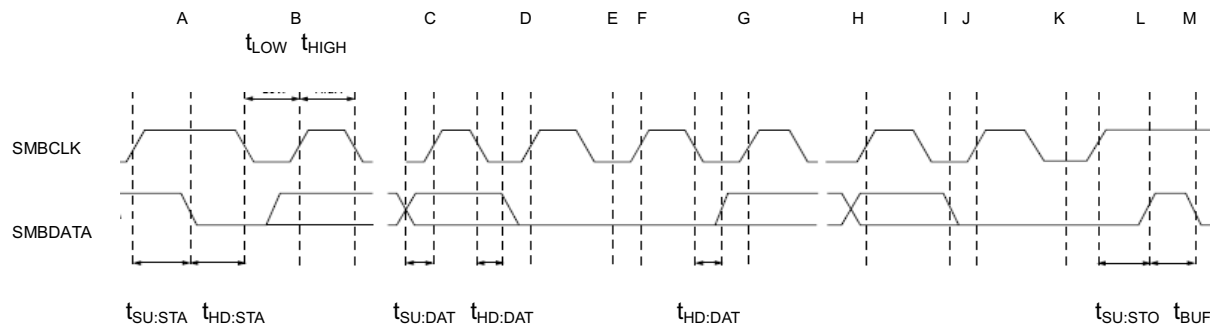 A B C D E F G H I J K L M
tLOW tHIGH
SMBCLK
SMBDATA
tSU:STA tHD:STA tSU:DAT tHD:DAT tHD:DAT tSU:STO tBUF